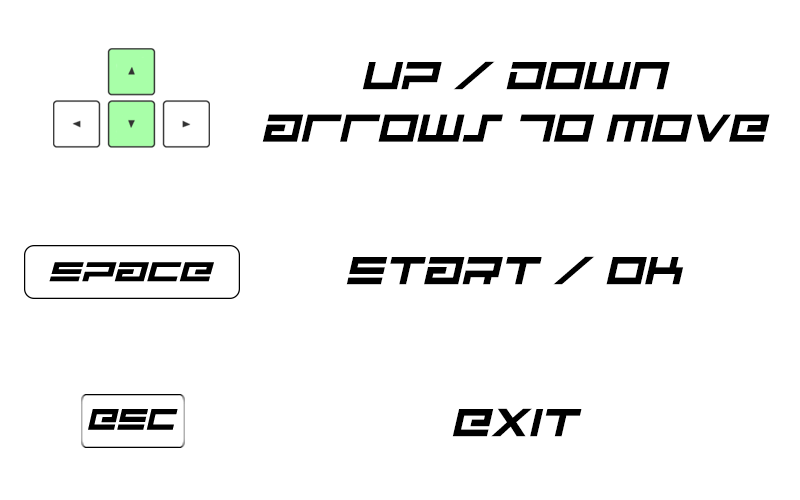 UP / DOWN
ARROWS TO MOVE
SPACE
START / OK
ESC
EXIT